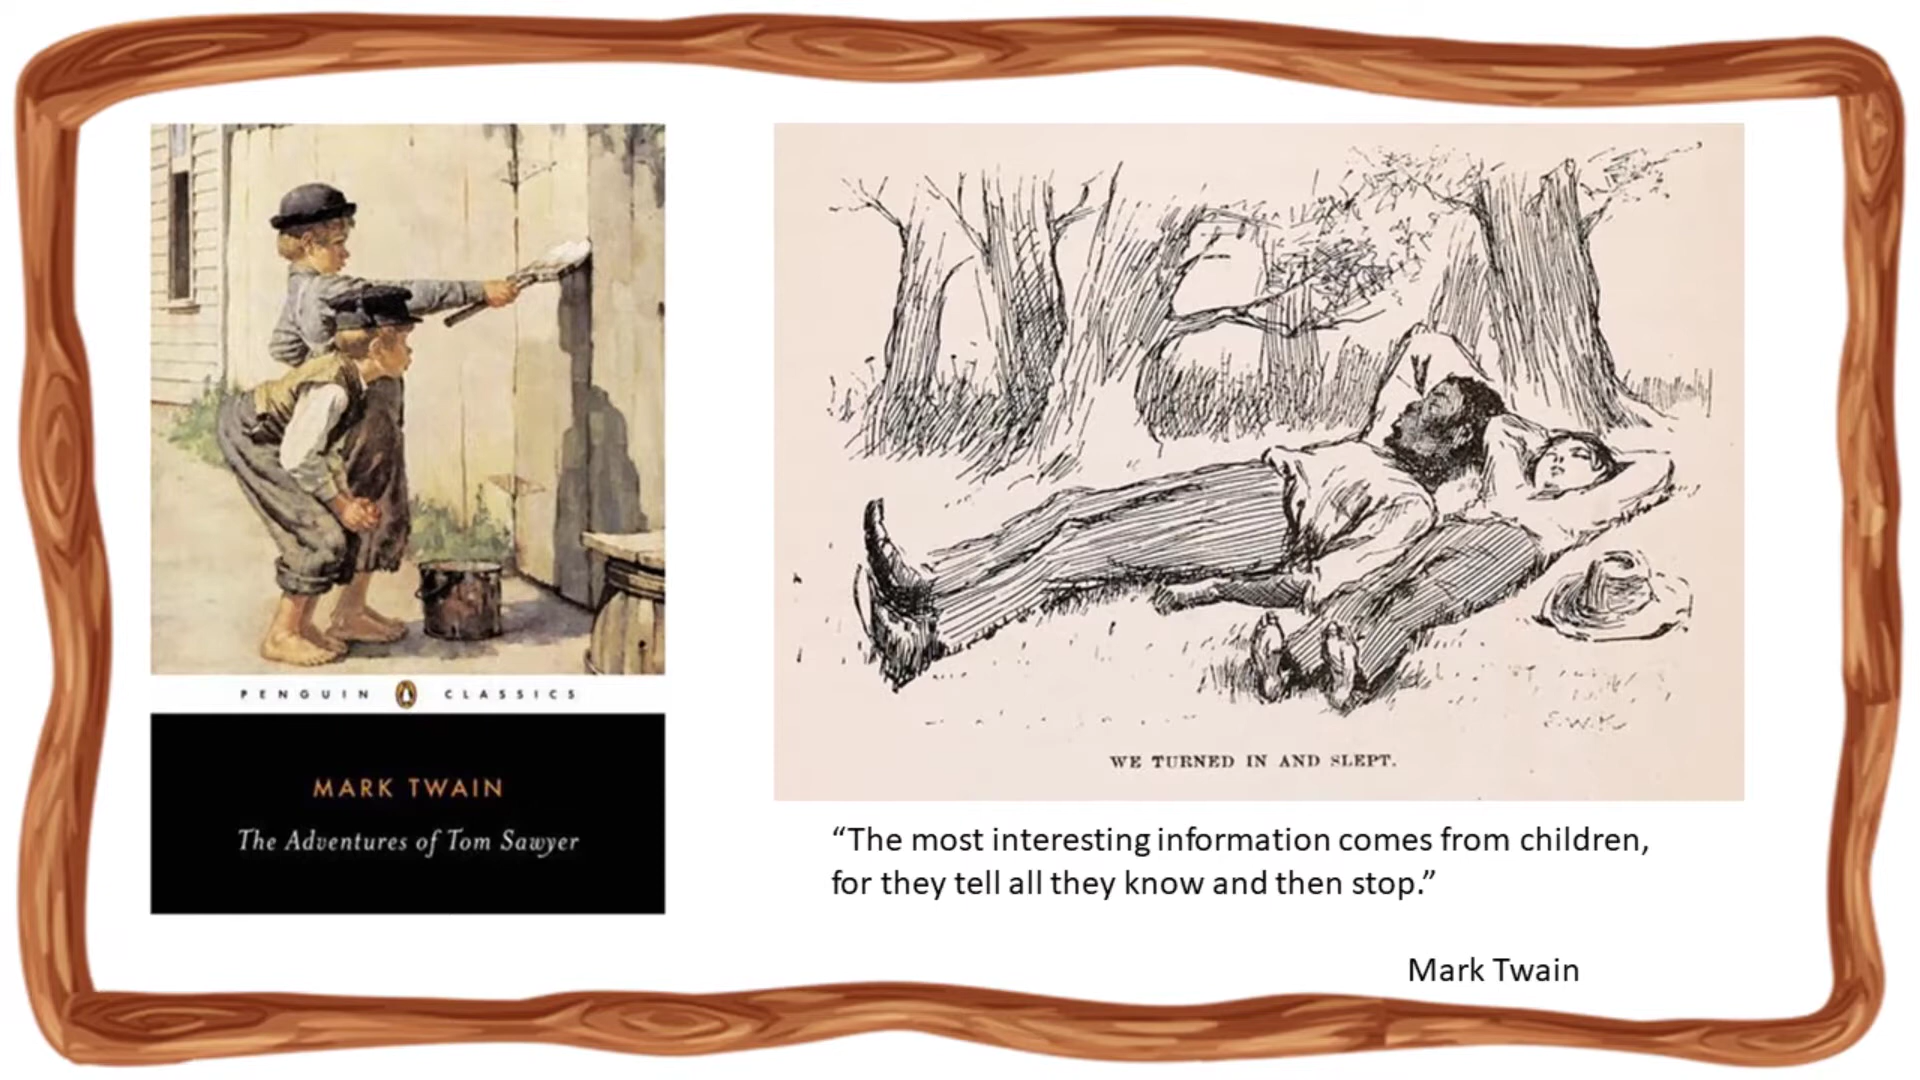 PENGUIN CLASSICS
MARK TWAIN
The Adventures of Tom Sawyer
E.W.K
WE TURNED IN AND SLEPT.
“The most interesting information comes from children,
for they tell all they know and then stop.”
Mark Twain